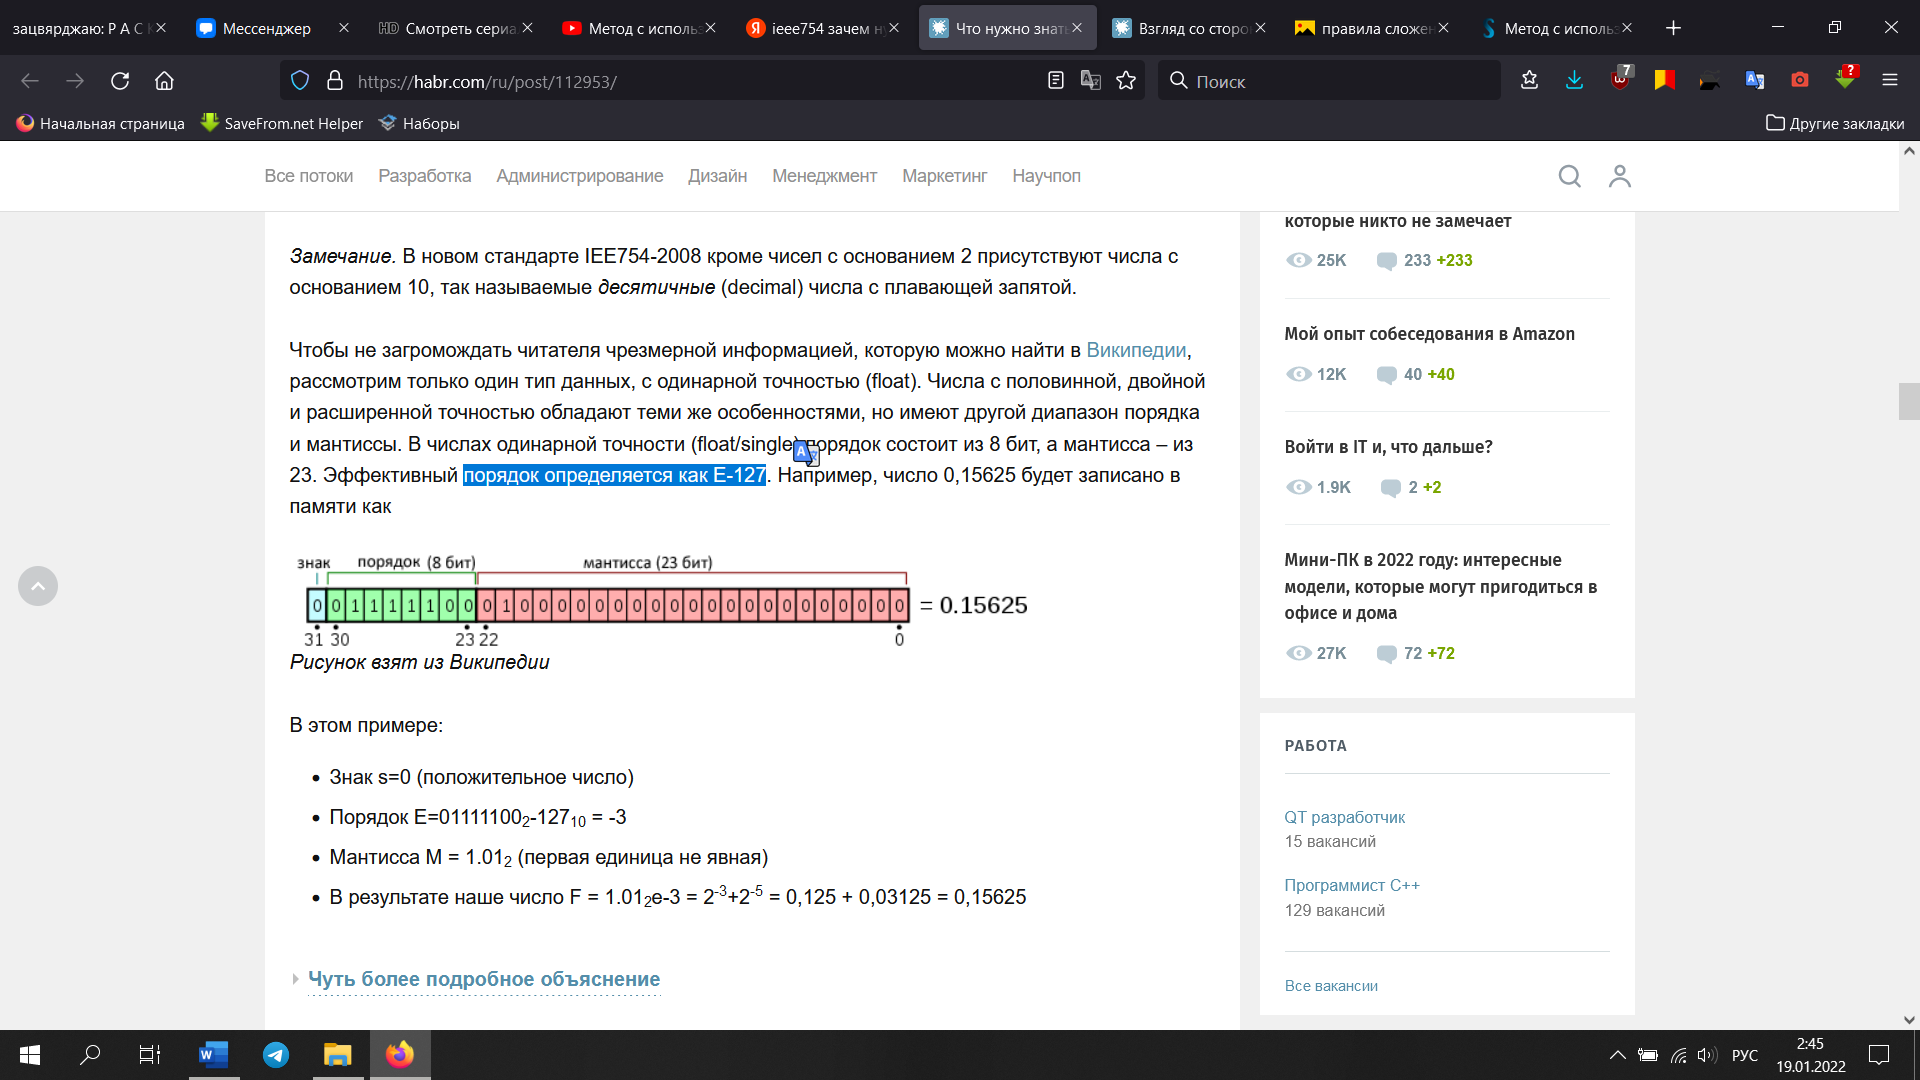 зацвярджаю: Р А С К
Мессенджер
Смотреть сериа
Метод с использ
ieee754 зачем ну
Что нужно знать
Взгляд со сторо
правила сложен
Метод с использ
https://habr.com/ru/post/112953/
Поиск
7
?
Начальная страница
SaveFrom.net Helper
Наборы
Другие закладки
Все потоки Разработка Администрирование Дизайн Менеджмент Маркетинг Научпоп
Замечание. В новом стандарте IEE754-2008 кроме чисел с основанием 2 присутствуют числа с
основанием 10, так называемые десятичные (decimal) числа с плавающей запятой.
Чтобы не загромождать читателя чрезмерной информацией, которую можно найти в Википедии,
рассмотрим только один тип данных, с одинарной точностью (float). Числа с половинной, двойной
и расширенной точностью обладают теми же особенностями, но имеют другой диапазон порядка
и мантиссы. В числах одинарной точности (float/single) порядок состоит из 8 бит, а мантисса – из
23. Эффективный порядок определяется как E-127. Например, число 0,15625 будет записано в
памяти как
знак порядок (8 бит) мантисса (23 бит)
0 0 1 1 1 1 1 0 0 0 1 0 0 0 0 0 0 0 0 0 0 0 0 0 0 0 0 0 0 0 0 0 = 0.15625
31 30 23 22 0
Рисунок взят из Википедии
В этом примере:
• Знак s=0 (положительное число)
• Порядок E=01111100₂-127₁₀ = -3
• Мантисса M = 1.01₂ (первая единица не явная)
• В результате наше число F = 1.01₂e-3 = 2⁻³+2⁻⁵ = 0,125 + 0,03125 = 0,15625
Чуть более подробное объяснение
которые никто не замечает
25K 233 +233
Мой опыт собеседования в Amazon
12K 40 +40
Войти в IT и, что дальше?
1.9K 2 +2
Мини-ПК в 2022 году: интересные
модели, которые могут пригодиться в
офисе и дома
27K 72 +72
РАБОТА
QT разработчик
15 вакансий
Программист C++
129 вакансий
Все вакансии
РУС
2:45
19.01.2022